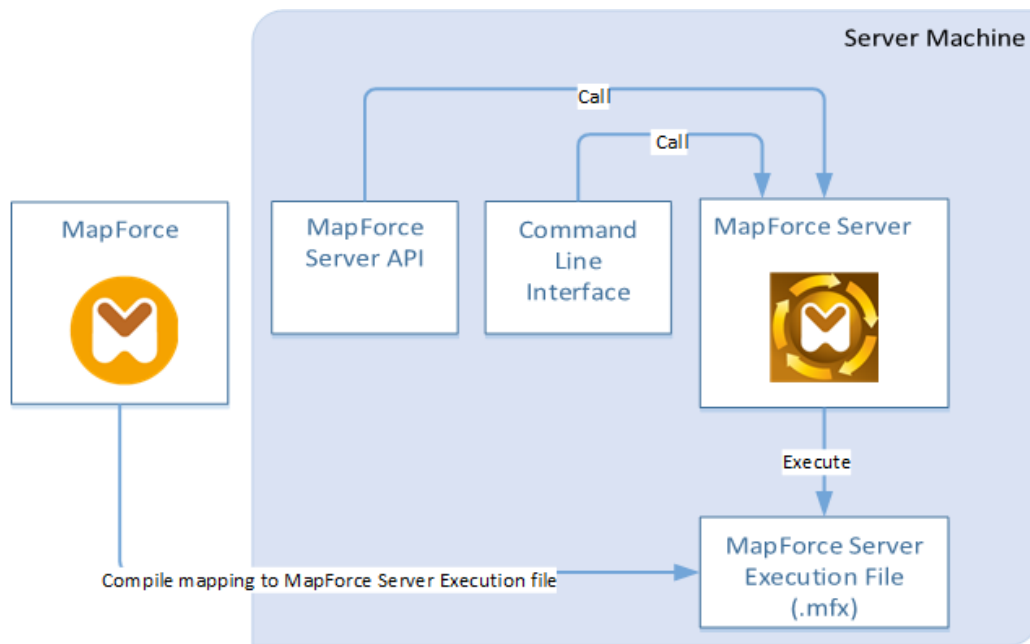 Server Machine
Call
Call
MapForce
MapForce
Server API
Command
Line
Interface
MapForce Server
Execute
MapForce Server
Execution File
(.mfx)
Compile mapping to MapForce Server Execution file